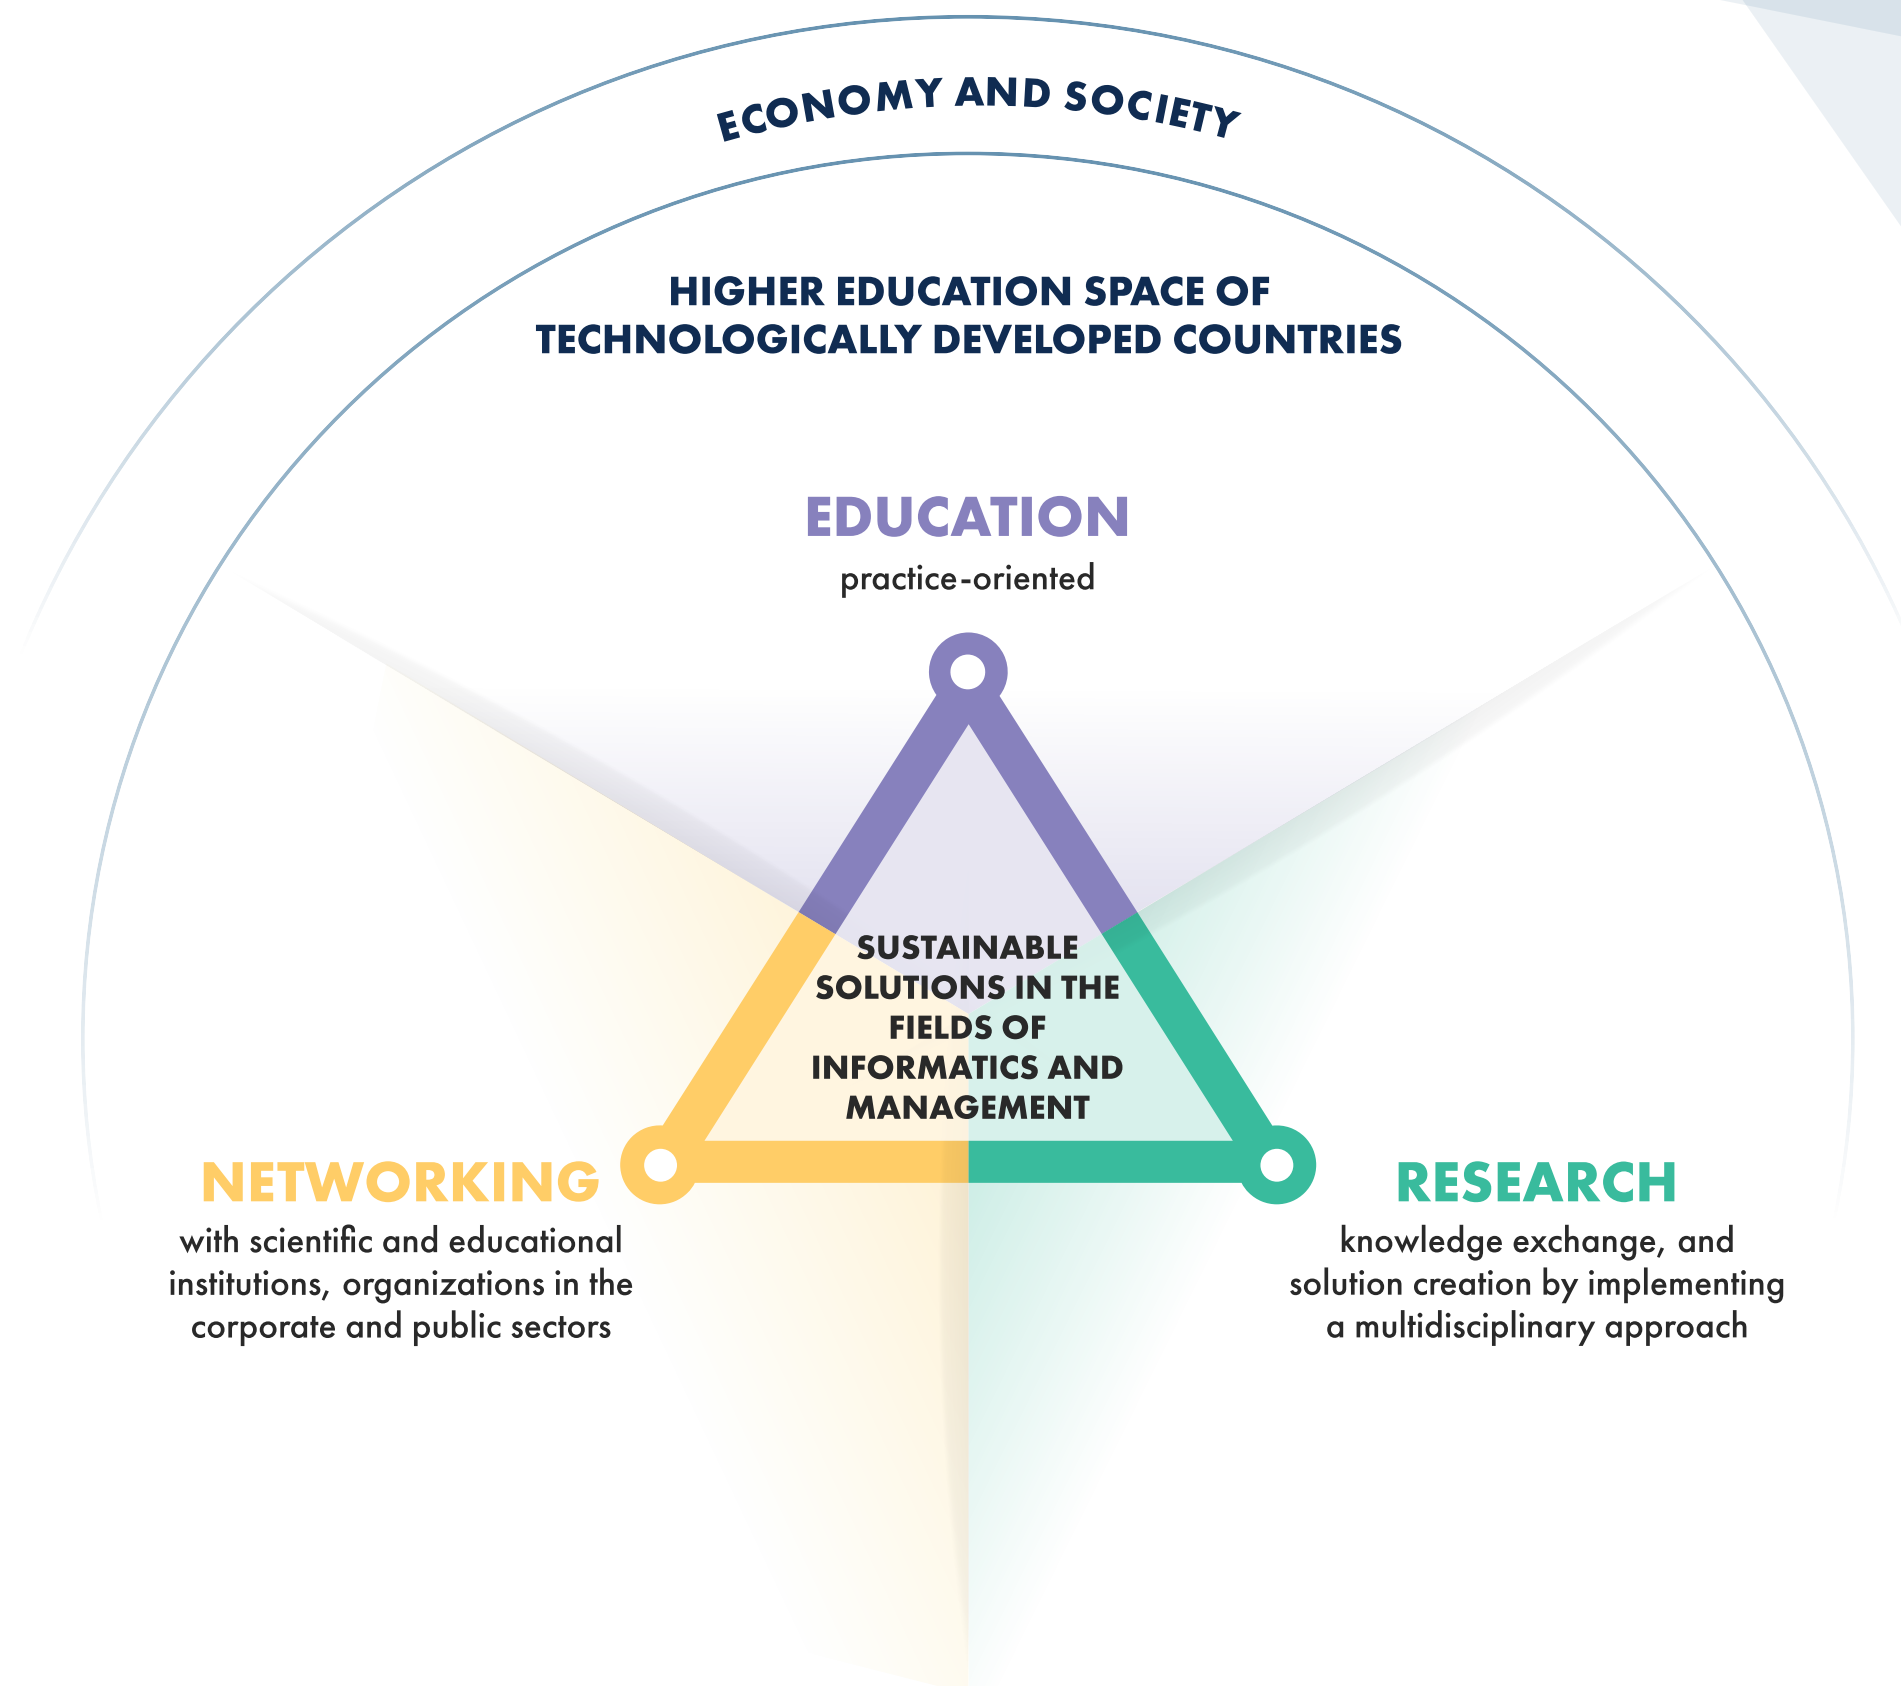 ECONOMY AND SOCIETY
HIGHER EDUCATION SPACE OF
TECHNOLOGICALLY DEVELOPED COUNTRIES
EDUCATION
practice-oriented
SUSTAINABLE
SOLUTIONS IN THE
FIELDS OF
INFORMATICS AND
MANAGEMENT
NETWORKING
with scientific and educational
institutions, organizations in the
corporate and public sectors
RESEARCH
knowledge exchange, and
solution creation by implementing
a multidisciplinary approach